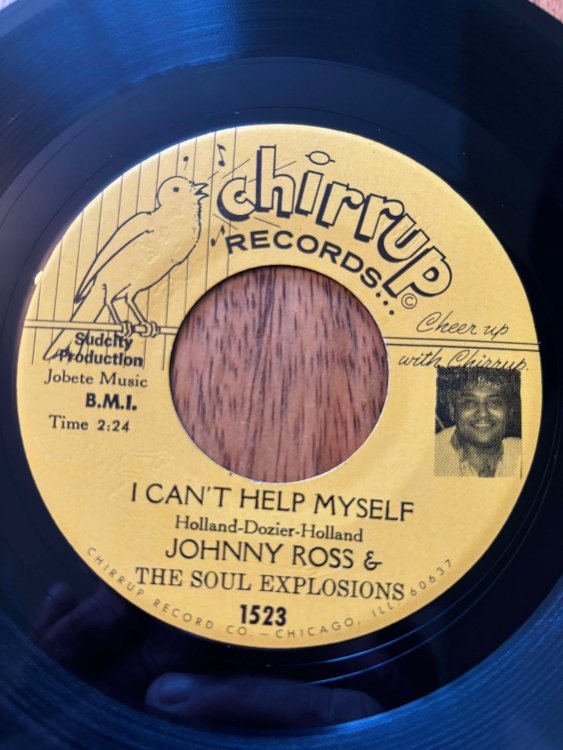 chirrup
RECORDS...
©
Cheer up
with Chirrup.
Sudcity
Production
Jobete Music
B.M.I.
Time 2:24
I CAN'T HELP MYSELF
Holland-Dozier-Holland
JOHNNY ROSS &
THE SOUL EXPLOSIONS
1523
CHIRRUP RECORD CO. — CHICAGO, ILL. 60637